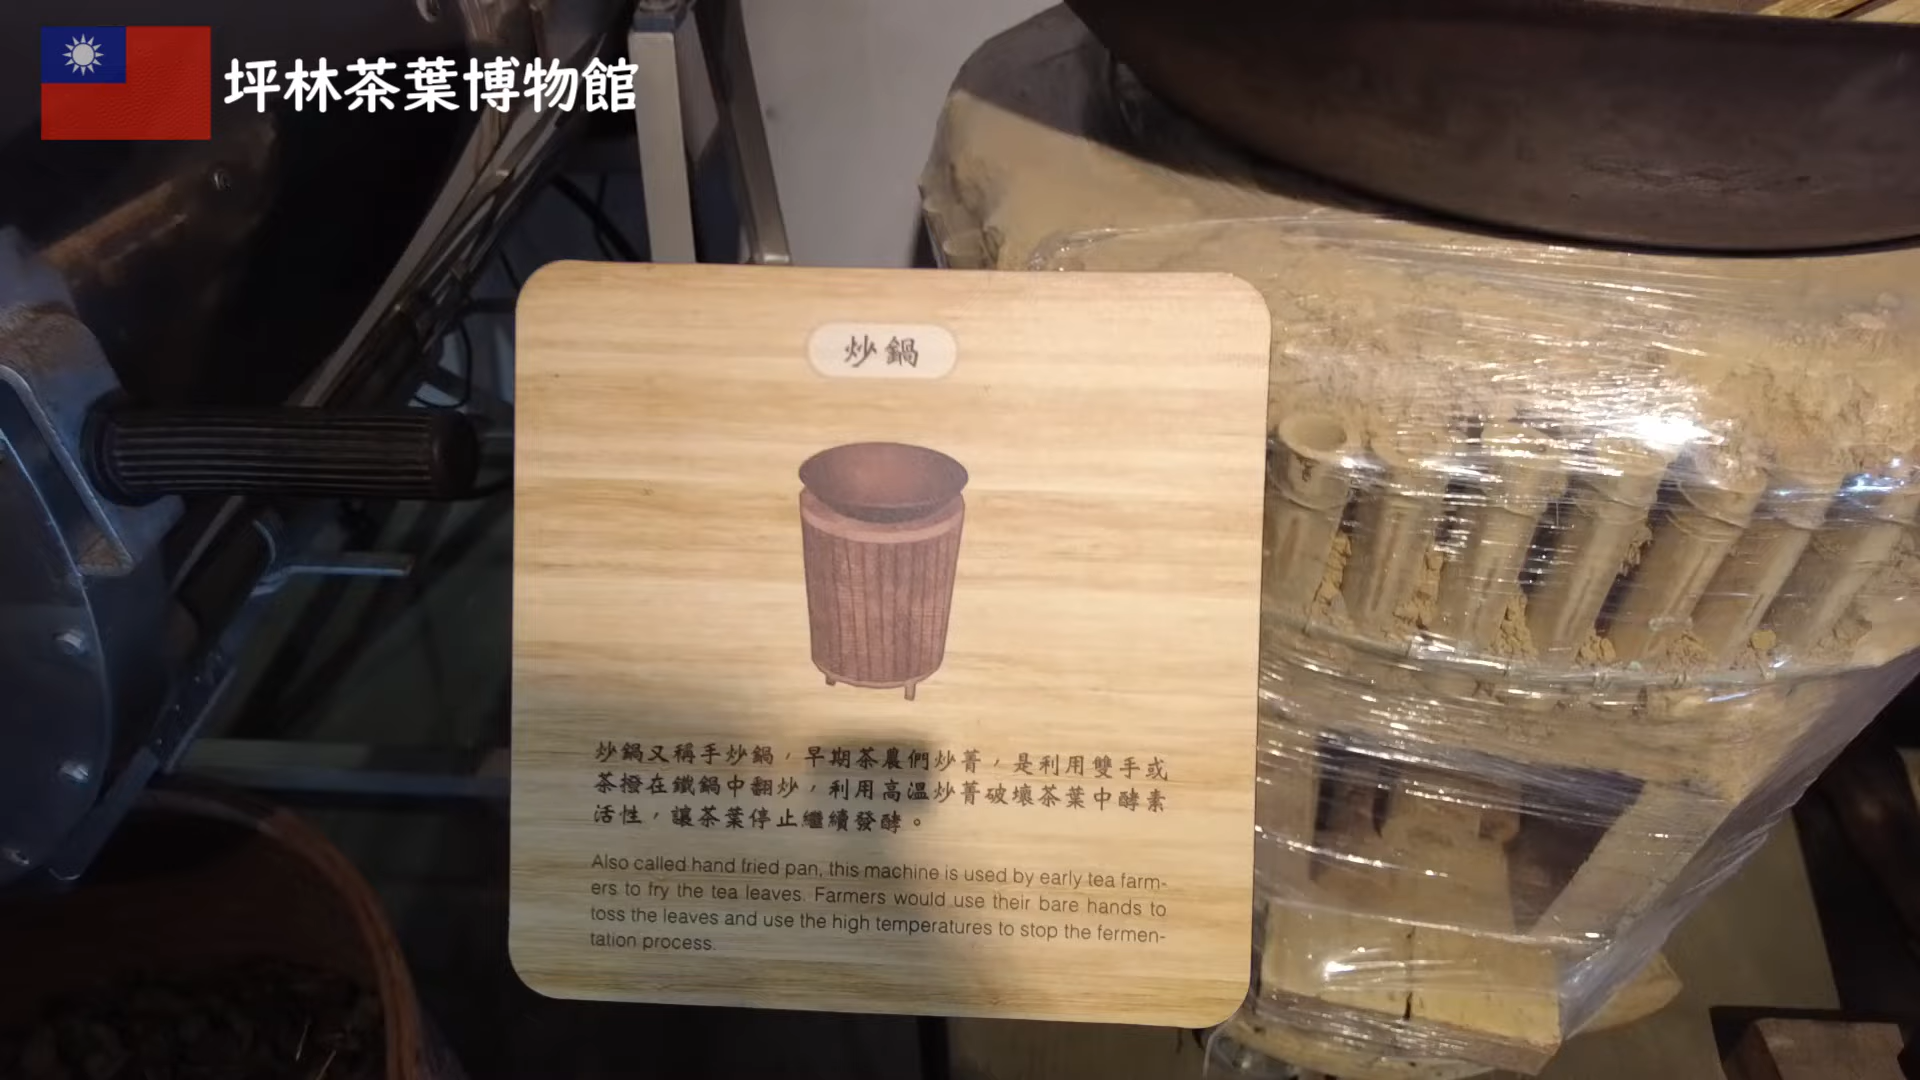 坪林茶葉博物館
炒鍋
炒鍋又稱手炒鍋，早期茶農們炒菁，是利用雙手或
茶撥在鐵鍋中翻炒，利用高溫炒菁破壞茶葉中酵素
活性，讓茶葉停止繼續發酵。
Also called hand fried pan, this machine is used by early tea farm-
ers to fry the tea leaves. Farmers would use their bare hands to
toss the leaves and use the high temperatures to stop the fermen-
tation process.